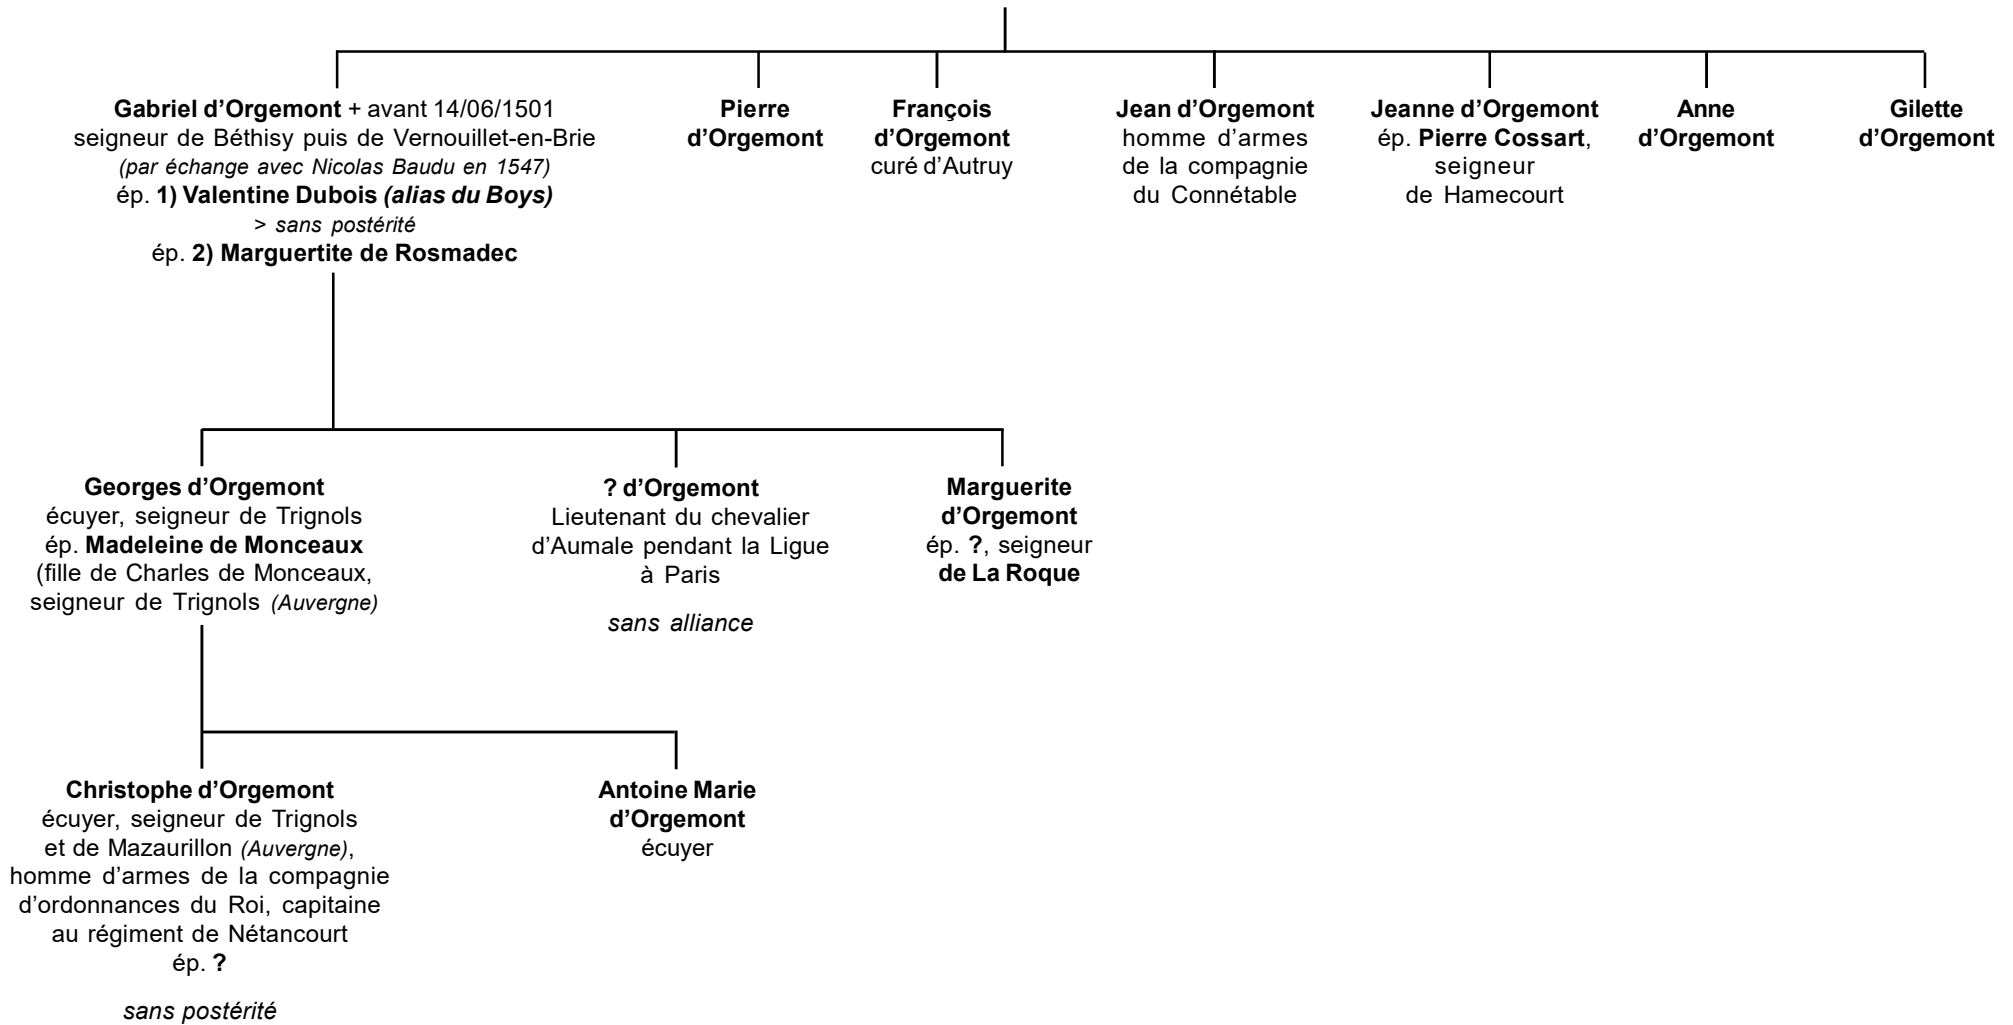 Gabriel d’Orgemont + avant 14/06/1501
seigneur de Béthisy puis de Vernouillet-en-Brie
(par échange avec Nicolas Baudu en 1547)
ép. 1) Valentine Dubois (alias du Boys)
> sans postérité
ép. 2) Marguertite de Rosmadec
Pierre
d’Orgemont
François
d’Orgemont
curé d’Autruy
Jean d’Orgemont
homme d’armes
de la compagnie
du Connétable
Jeanne d’Orgemont
ép. Pierre Cossart,
seigneur
de Hamecourt
Anne
d’Orgemont
Gilette
d’Orgemont
Georges d’Orgemont
écuyer, seigneur de Trignols
ép. Madeleine de Monceaux
(fille de Charles de Monceaux,
seigneur de Trignols (Auvergne)
? d’Orgemont
Lieutenant du chevalier
d’Aumale pendant la Ligue
à Paris
sans alliance
Marguerite
d’Orgemont
ép. ?, seigneur
de La Roque
Christophe d’Orgemont
écuyer, seigneur de Trignols
et de Mazaurillon (Auvergne),
homme d’armes de la compagnie
d’ordonnances du Roi, capitaine
au régiment de Nétancourt
ép. ?
sans postérité
Antoine Marie
d’Orgemont
écuyer